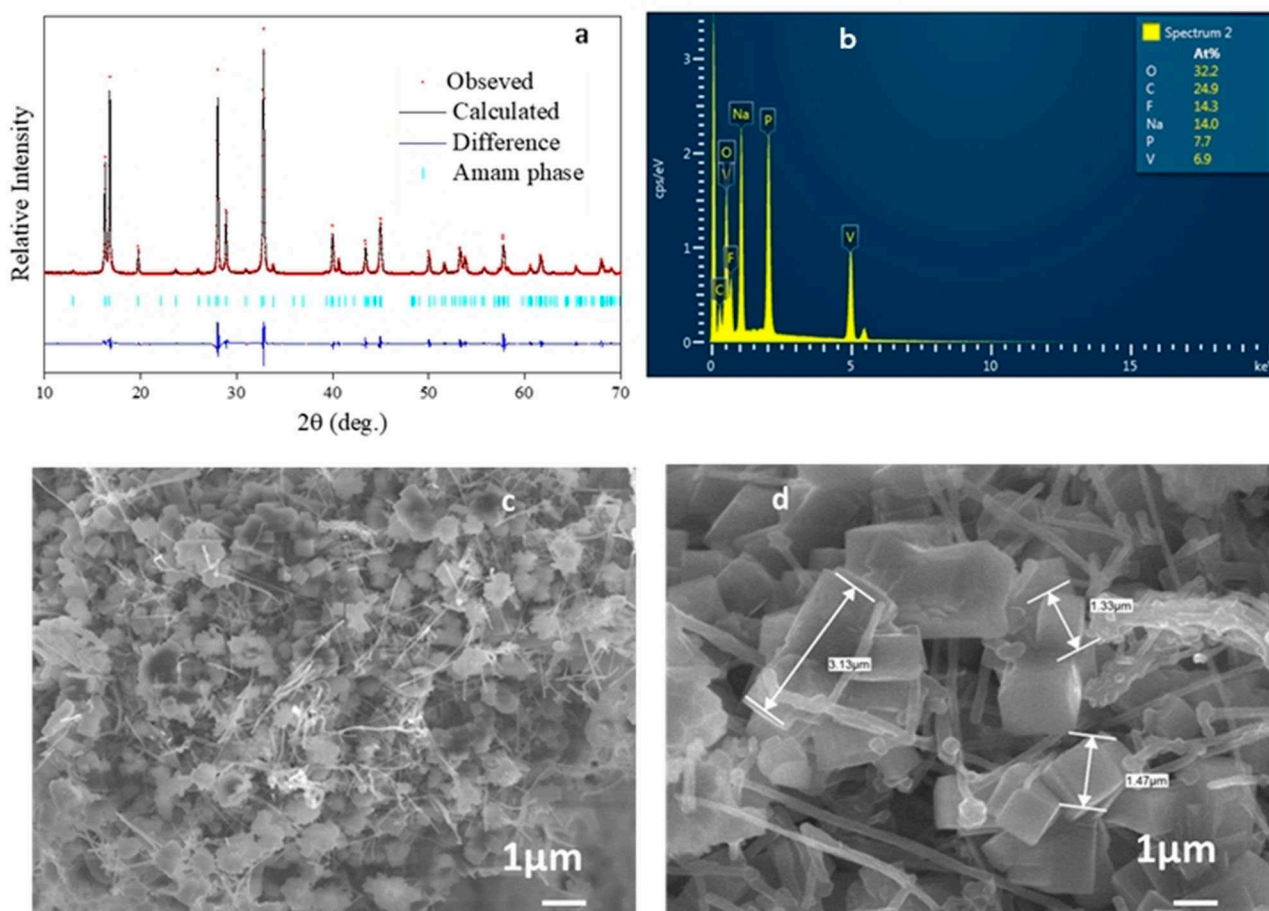 a
Obseved
Calculated
Difference
Amam phase
Relative Intensity
10 20 30 40 50 60 70
2θ (deg.)
b
Spectrum 2
At%
O 32.2
C 24.9
F 14.3
Na 14.0
P 7.7
V 6.9
cps/eV
3
2
1
0
Na
P
O
V
F
C
V
0 5 10 15 keV
c
1μm
d
1.33μm
3.13μm
1.47μm
1μm